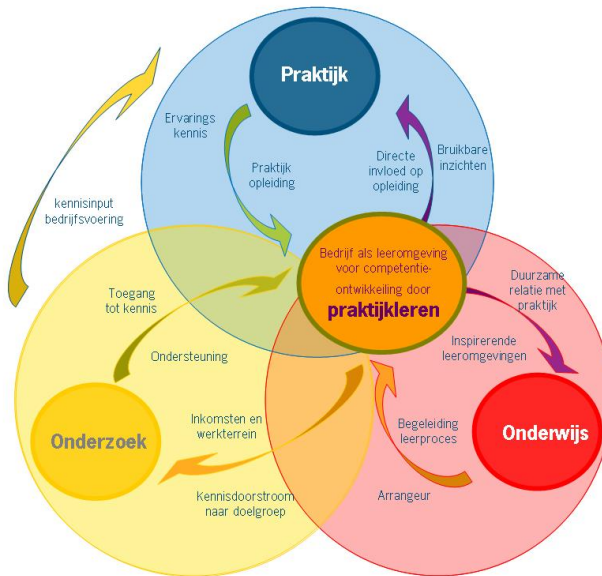 Praktijk
Ervarings
kennis
Praktijk
opleiding
Directe
invloed op
opleiding
Bruikbare
inzichten
kennisinput
bedrijfsvoering
Bedrijf als leeromgeving
voor competentie-
ontwikkeiling door
praktijkleren
Duurzame
relatie met
praktijk
Inspirerende
leeromgevingen
Toegang
tot kennis
Ondersteuning
Onderzoek
Inkomsten en
werkterrein
Kennisdoorstroom
naar doelgroep
Begeleiding
leerproces
Arrangeur
Onderwijs